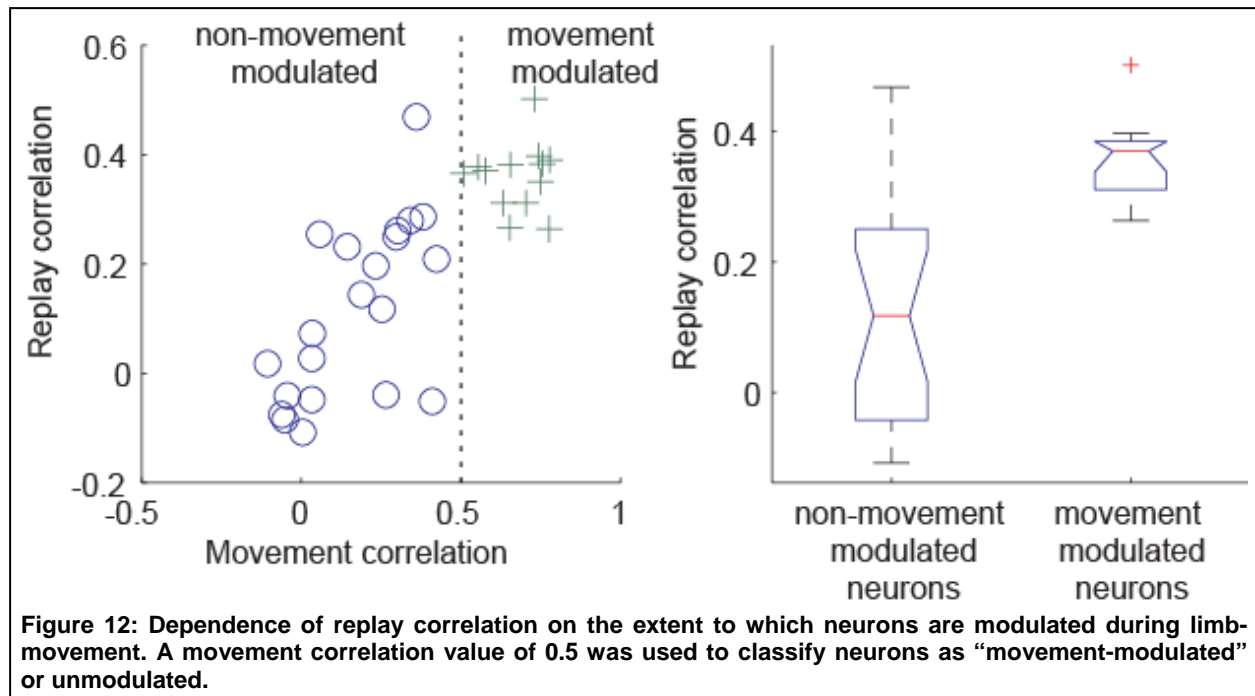 non-movement
modulated
movement
modulated
0.6
0.4
0.2
0
-0.2
-0.5
0
0.5
1
Replay correlation
Movement correlation
0.4
0.2
0
Replay correlation
non-movement
modulated
neurons
movement
modulated
neurons
Figure 12: Dependence of replay correlation on the extent to which neurons are modulated during limb-
movement. A movement correlation value of 0.5 was used to classify neurons as “movement-modulated”
or unmodulated.